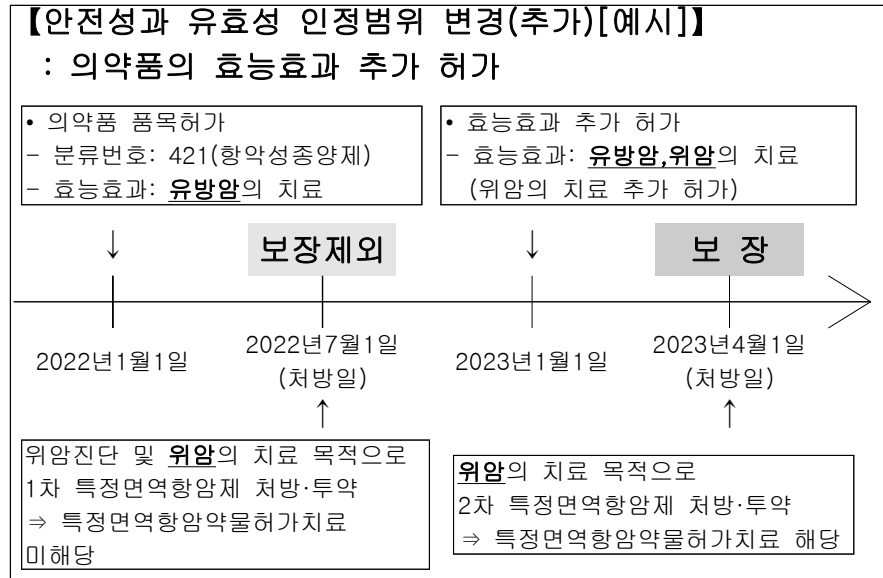 【안전성과 유효성 인정범위 변경(추가)[예시]】
: 의약품의 효능효과 추가 허가
• 의약품 품목허가
- 분류번호: 421(항악성종양제)
- 효능효과: 유방암의 치료
• 효능효과 추가 허가
- 효능효과: 유방암,위암의 치료
(위암의 치료 추가 허가)
↓
보장제외
↓
보 장
2022년1월1일
2022년7월1일
(처방일)
2023년1월1일
2023년4월1일
(처방일)
↑
↑
위암진단 및 위암의 치료 목적으로
1차 특정면역항암제 처방·투약
⇒ 특정면역항암약물허가치료
미해당
위암의 치료 목적으로
2차 특정면역항암제 처방·투약
⇒ 특정면역항암약물허가치료 해당